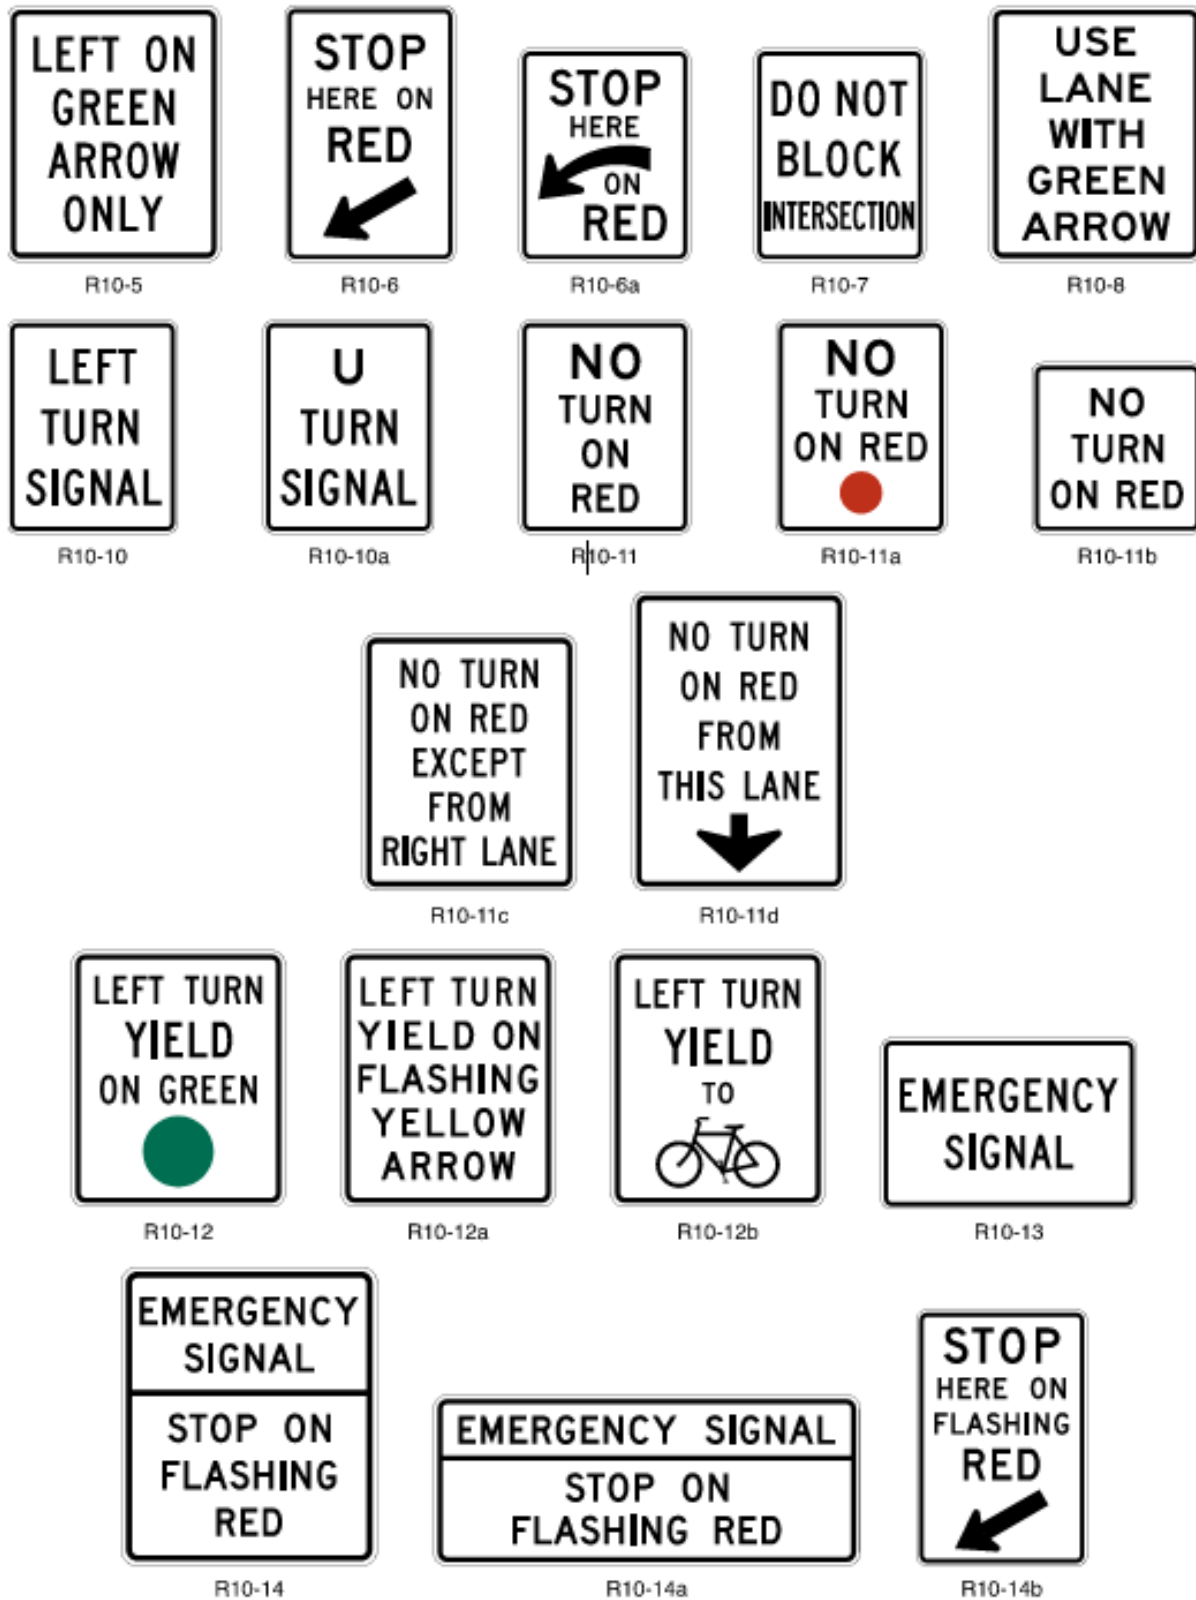 LEFT ON
GREEN
ARROW
ONLY
R10-5
STOP
HERE ON
RED
R10-6
STOP
HERE
ON
RED
R10-6a
DO NOT
BLOCK
INTERSECTION
R10-7
USE
LANE
WITH
GREEN
ARROW
R10-8
LEFT
TURN
SIGNAL
R10-10
U
TURN
SIGNAL
R10-10a
NO
TURN
ON
RED
R10-11
NO
TURN
ON RED
R10-11a
NO
TURN
ON RED
R10-11b
NO TURN
ON RED
EXCEPT
FROM
RIGHT LANE
R10-11c
NO TURN
ON RED
FROM
THIS LANE
R10-11d
LEFT TURN
YIELD
ON GREEN
R10-12
LEFT TURN
YIELD ON
FLASHING
YELLOW
ARROW
R10-12a
LEFT TURN
YIELD
TO
R10-12b
EMERGENCY
SIGNAL
R10-13
EMERGENCY
SIGNAL
STOP ON
FLASHING
RED
R10-14
EMERGENCY SIGNAL
STOP ON
FLASHING RED
R10-14a
STOP
HERE ON
FLASHING
RED
R10-14b